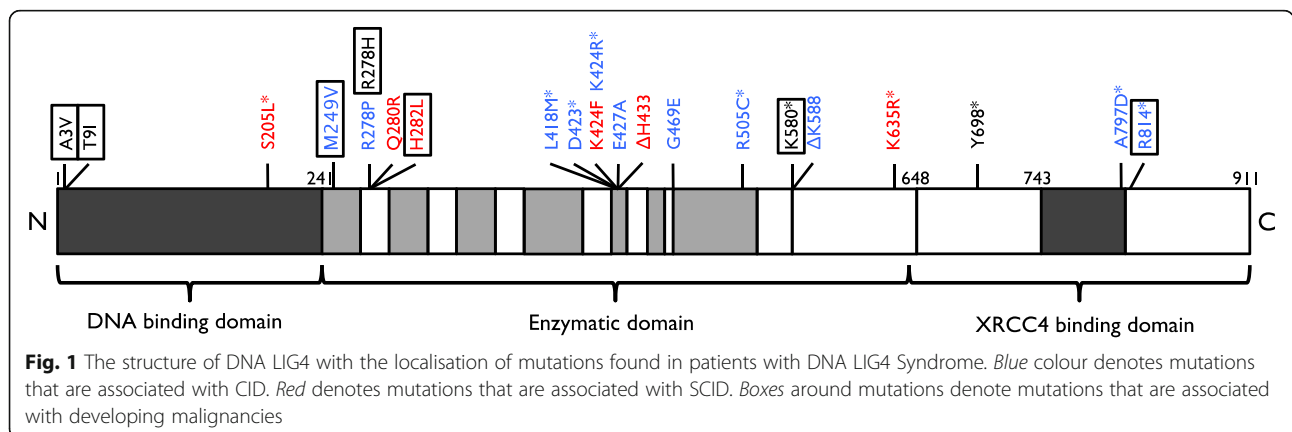 A3V
T9I
S205L*
M249V
R278P
R278H
Q280R
H282L
L418M*
D423*
K424F
K424R*
E427A
ΔH433
G469E
R505C*
K580*
ΔK588
K635R*
Y698*
A797D*
R814*
1
241
648
743
911
N
C
DNA binding domain
Enzymatic domain
XRCC4 binding domain
Fig. 1 The structure of DNA LIG4 with the localisation of mutations found in patients with DNA LIG4 Syndrome. Blue colour denotes mutations
that are associated with CID. Red denotes mutations that are associated with SCID. Boxes around mutations denote mutations that are associated
with developing malignancies